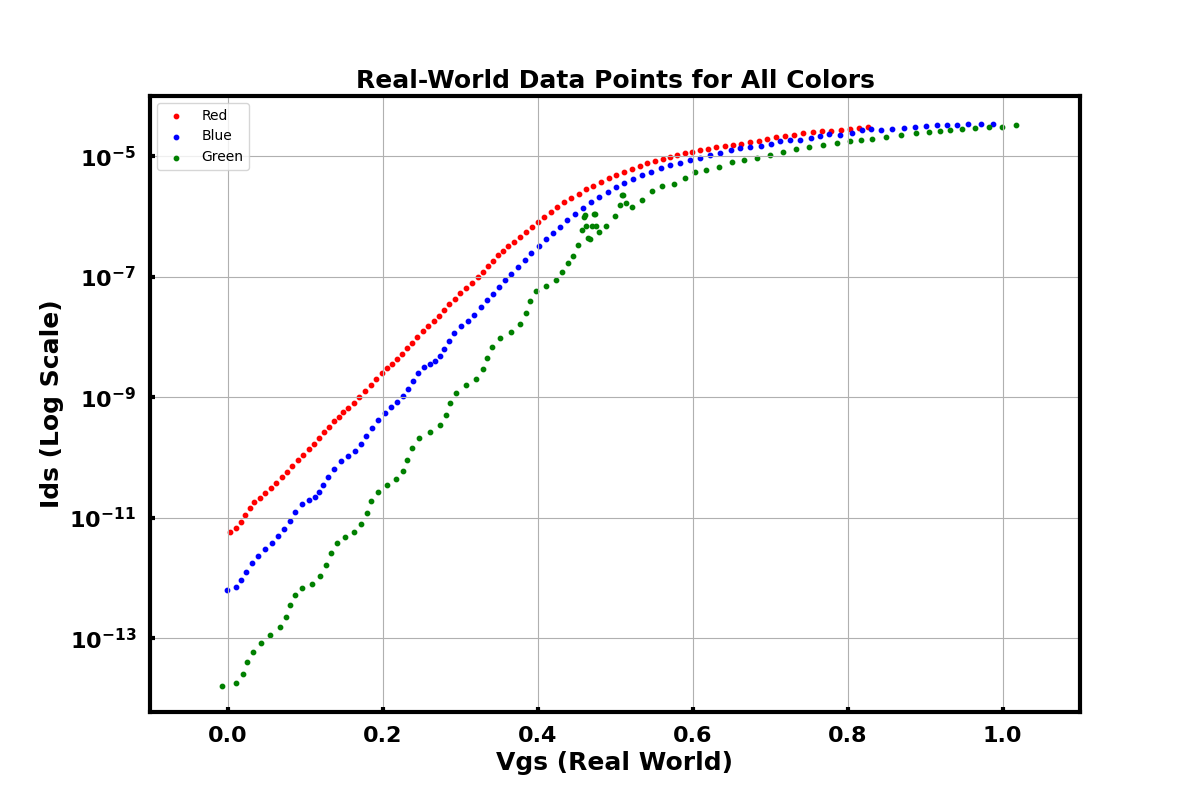 Real-World Data Points for All Colors
Red
Blue
Green
10⁻⁵
10⁻⁷
10⁻⁹
10⁻¹¹
10⁻¹³
Ids (Log Scale)
0.0 0.2 0.4 0.6 0.8 1.0
Vgs (Real World)